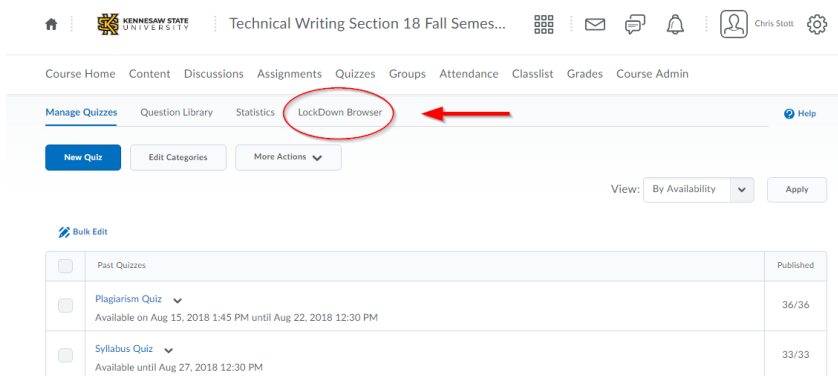 KENNESAW STATE
UNIVERSITY
Technical Writing Section 18 Fall Semes...
Chris Stott
Course Home Content Discussions Assignments Quizzes Groups Attendance Classlist Grades Course Admin
Manage Quizzes Question Library Statistics LockDown Browser
Help
New Quiz Edit Categories More Actions
View: By Availability Apply
Bulk Edit
Past Quizzes Published
Plagiarism Quiz
Available on Aug 15, 2018 1:45 PM until Aug 22, 2018 12:30 PM
36/36
Syllabus Quiz
Available until Aug 27, 2018 12:30 PM
33/33